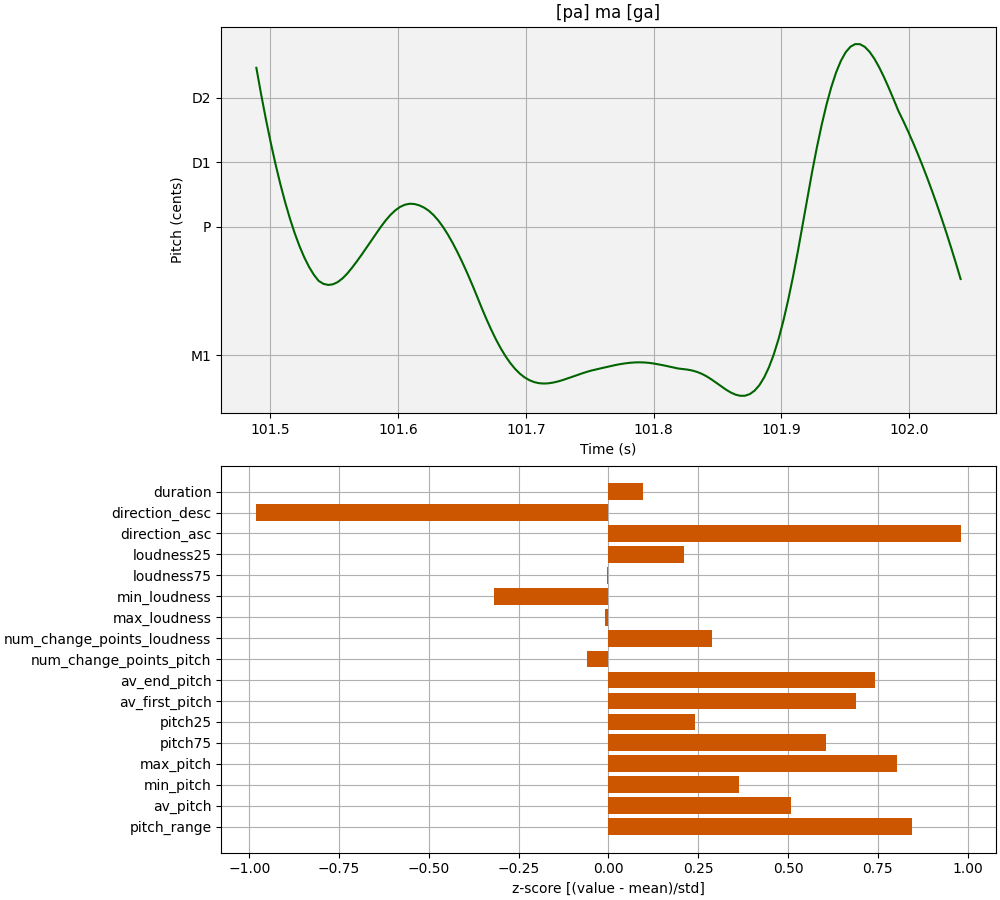 [pa] ma [ga]
Pitch (cents)
D2
D1
P
M1
101.5 101.6 101.7 101.8 101.9 102.0
Time (s)
duration
direction_desc
direction_asc
loudness25
loudness75
min_loudness
max_loudness
num_change_points_loudness
num_change_points_pitch
av_end_pitch
av_first_pitch
pitch25
pitch75
max_pitch
min_pitch
av_pitch
pitch_range
−1.00 −0.75 −0.50 −0.25 0.00 0.25 0.50 0.75 1.00
z-score [(value - mean)/std]